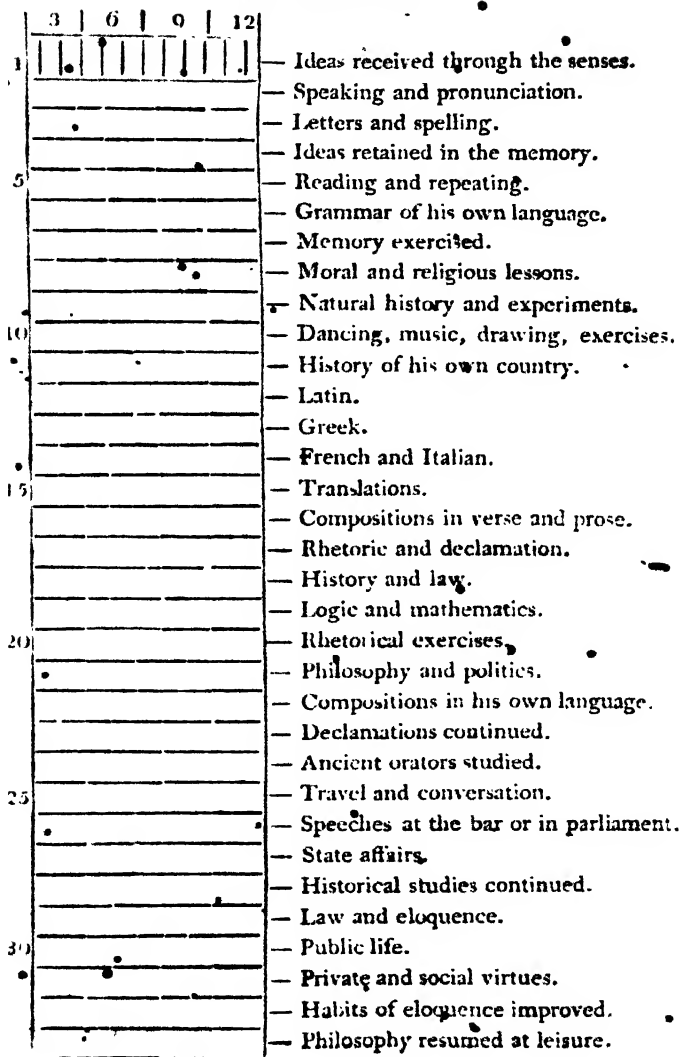 3 | 6 | 9 | 12
1 — Ideas received through the senses.
— Speaking and pronunciation.
— Letters and spelling.
— Ideas retained in the memory.
5 — Reading and repeating.
— Grammar of his own language.
— Memory exercised.
— Moral and religious lessons.
— Natural history and experiments.
10 — Dancing, music, drawing, exercises.
— History of his own country.
— Latin.
— Greek.
— French and Italian.
15 — Translations.
— Compositions in verse and prose.
— Rhetoric and declamation.
— History and law.
— Logic and mathematics.
20 — Rhetorical exercises.
— Philosophy and politics.
— Compositions in his own language.
— Declamations continued.
— Ancient orators studied.
25 — Travel and conversation.
— Speeches at the bar or in parliament.
— State affairs.
— Historical studies continued.
— Law and eloquence.
30 — Public life.
— Private and social virtues.
— Habits of eloquence improved.
— Philosophy resumed at leisure.